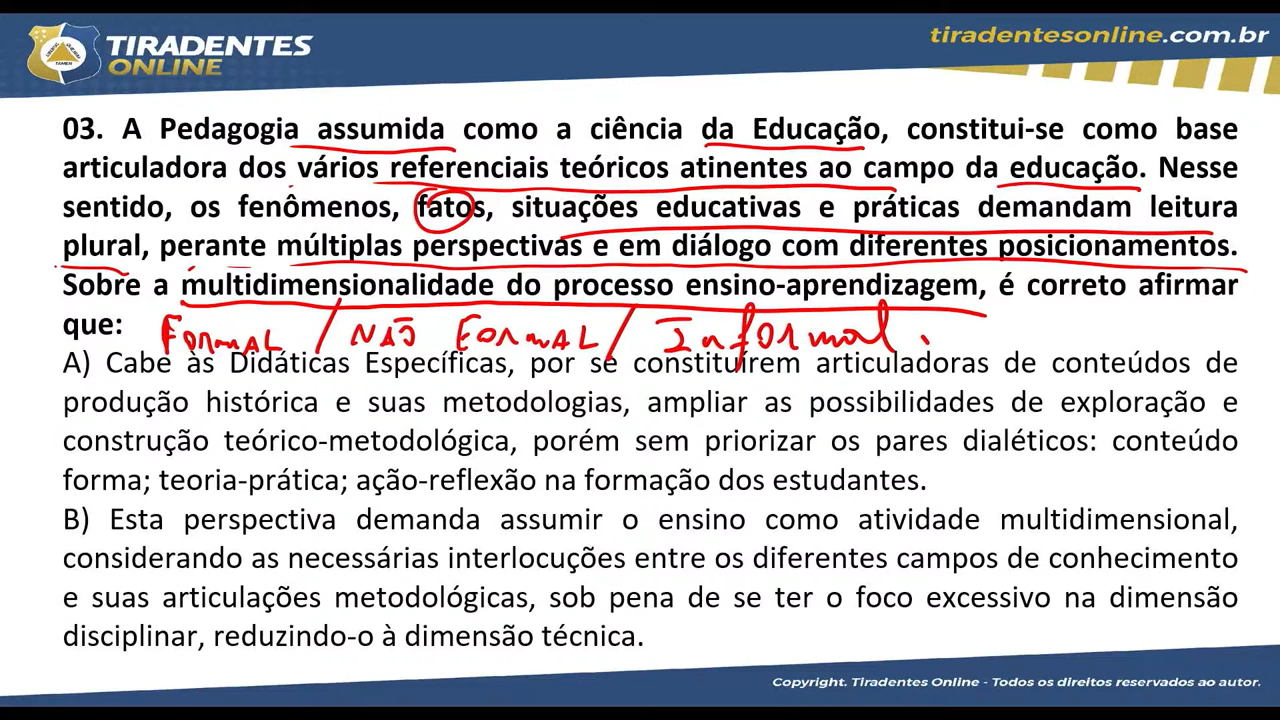 TIRADENTES
ONLINE
tiradentesonline.com.br
03. A Pedagogia assumida como a ciência da Educação, constitui-se como base
articuladora dos vários referenciais teóricos atinentes ao campo da educação. Nesse
sentido, os fenômenos, fatos, situações educativas e práticas demandam leitura
plural, perante múltiplas perspectivas e em diálogo com diferentes posicionamentos.
Sobre a multidimensionalidade do processo ensino-aprendizagem, é correto afirmar
que:
FORMAL / NÃO FORMAL / Informal.
A) Cabe às Didáticas Específicas, por se constituírem articuladoras de conteúdos de
produção histórica e suas metodologias, ampliar as possibilidades de exploração e
construção teórico-metodológica, porém sem priorizar os pares dialéticos: conteúdo
forma; teoria-prática; ação-reflexão na formação dos estudantes.
B) Esta perspectiva demanda assumir o ensino como atividade multidimensional,
considerando as necessárias interlocuções entre os diferentes campos de conhecimento
e suas articulações metodológicas, sob pena de se ter o foco excessivo na dimensão
disciplinar, reduzindo-o à dimensão técnica.
Copyright. Tiradentes Online - Todos os direitos reservados ao autor.